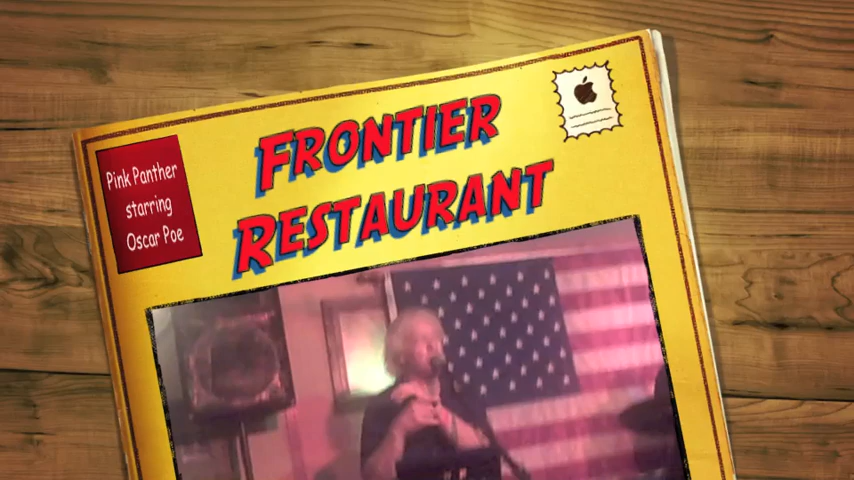 Pink Panther
starring
Oscar Poe
FRONTIER
RESTAURANT